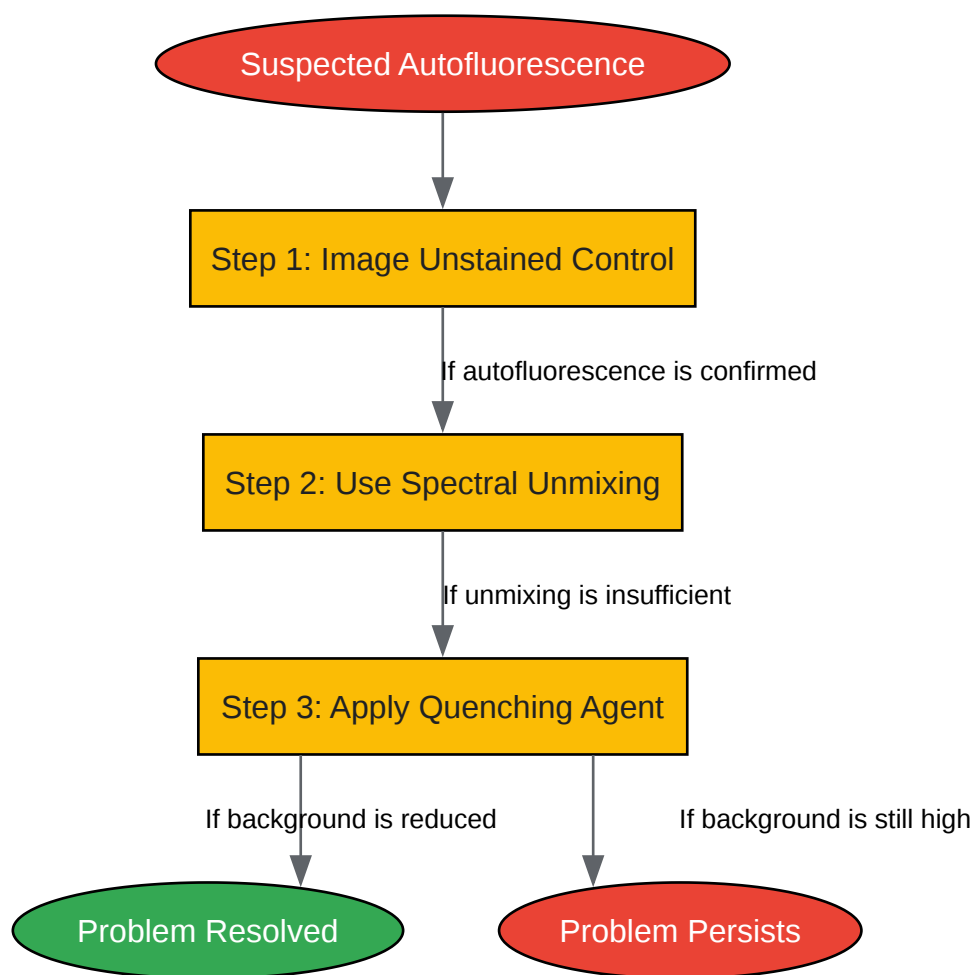 Suspected Autofluorescence
Step 1: Image Unstained Control
If autofluorescence is confirmed
Step 2: Use Spectral Unmixing
If unmixing is insufficient
Step 3: Apply Quenching Agent
If background is reduced
If background is still high
Problem Resolved
Problem Persists